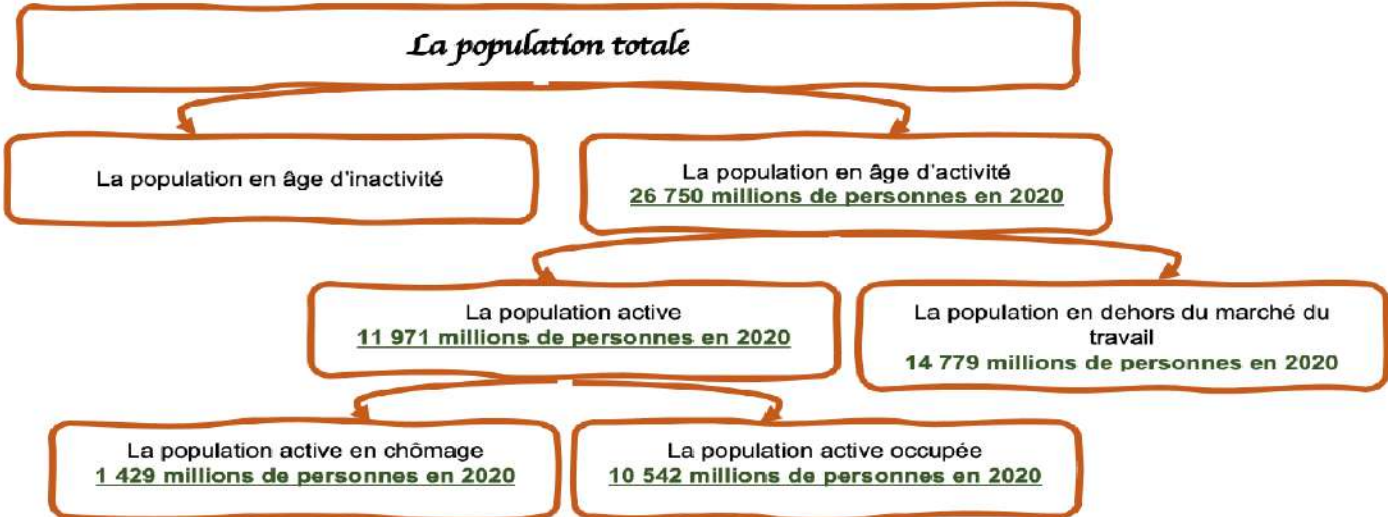 La population totale
La population en âge d'inactivité
La population en âge d'activité
26 750 millions de personnes en 2020
La population active
11 971 millions de personnes en 2020
La population en dehors du marché du
travail
14 779 millions de personnes en 2020
La population active en chômage
1 429 millions de personnes en 2020
La population active occupée
10 542 millions de personnes en 2020